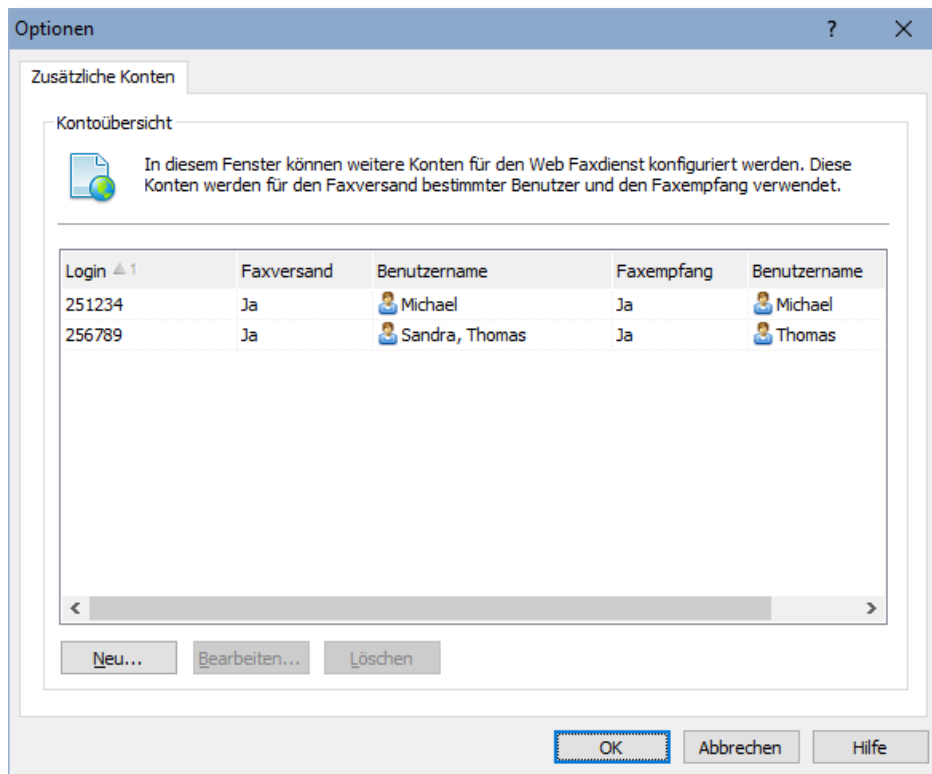 Optionen
Zusätzliche Konten
Kontoübersicht
In diesem Fenster können weitere Konten für den Web Faxdienst konfiguriert werden. Diese
Konten werden für den Faxversand bestimmter Benutzer und den Faxempfang verwendet.
Login 1 Faxversand Benutzername Faxempfang Benutzername
251234 Ja Michael Ja Michael
256789 Ja Sandra, Thomas Ja Thomas
Neu... Bearbeiten... Löschen
OK Abbrechen Hilfe